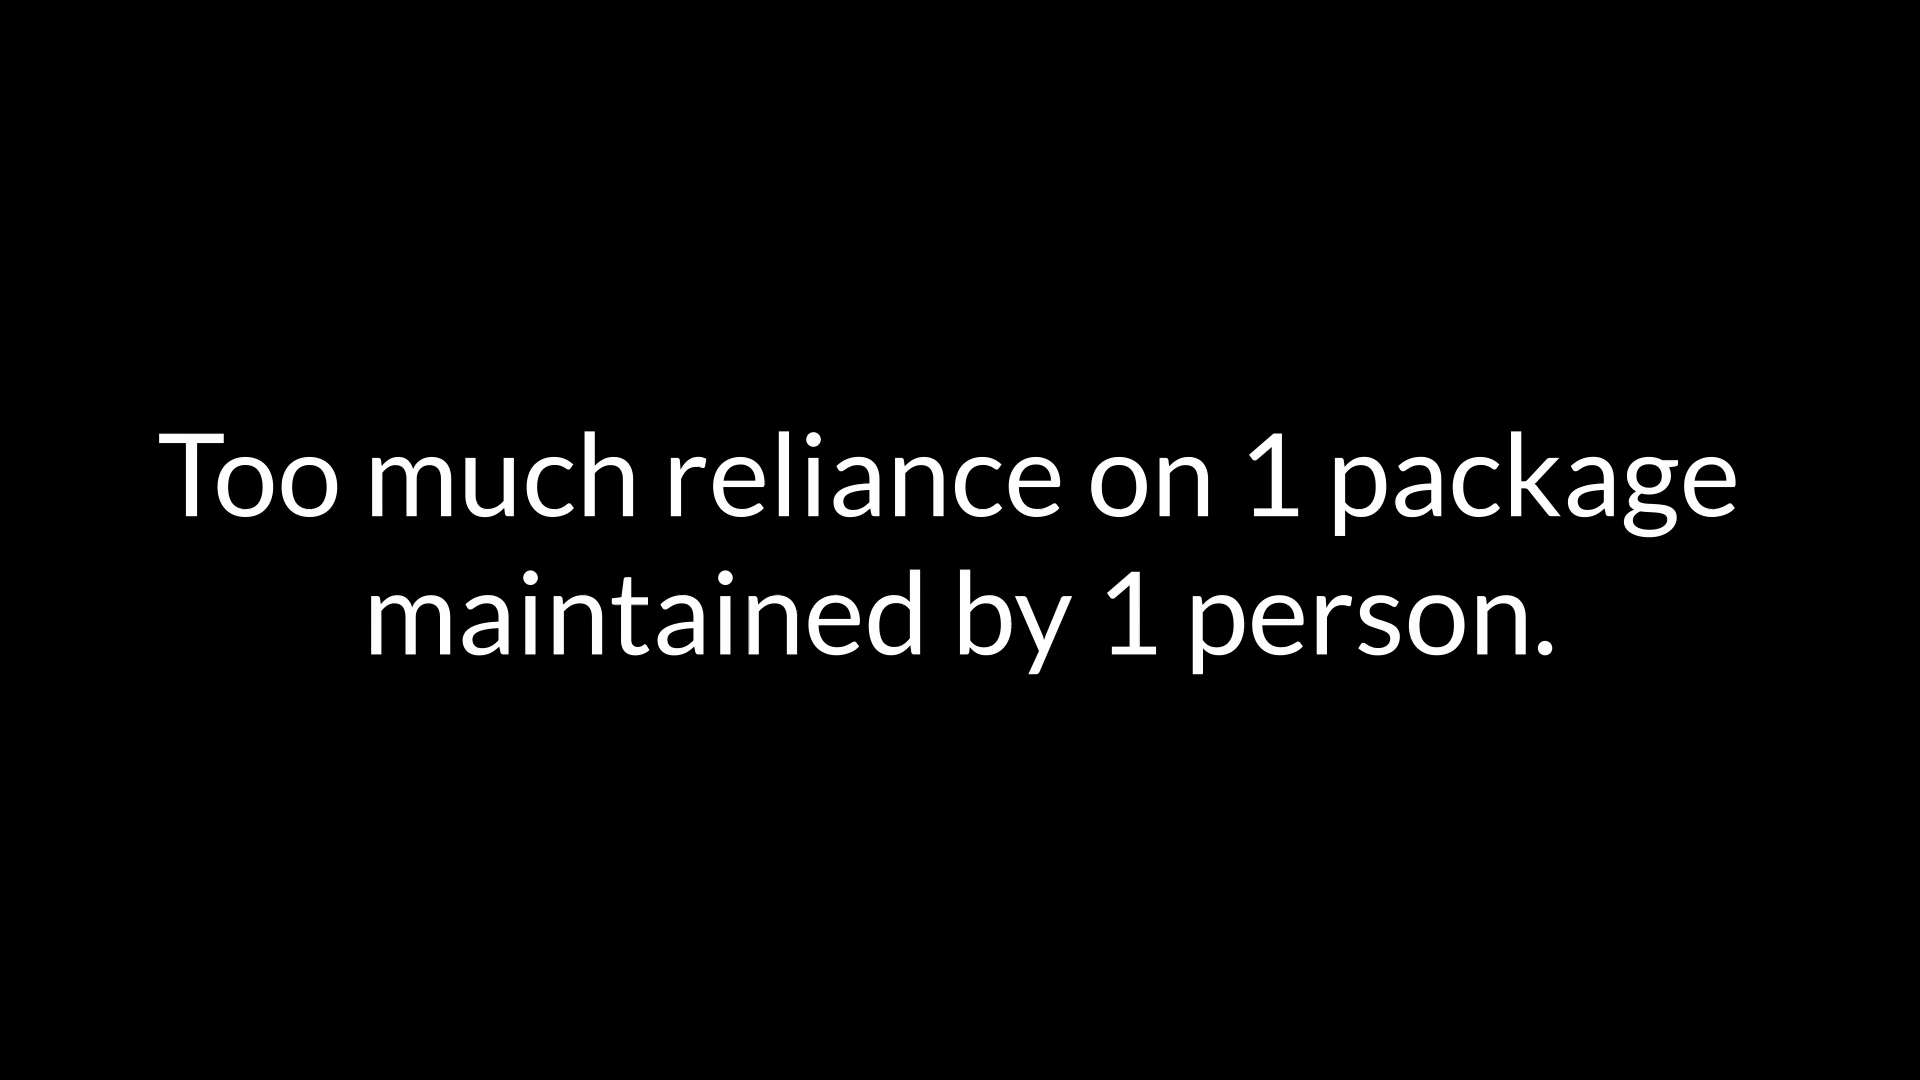 Too much reliance on 1 package
maintained by 1 person.